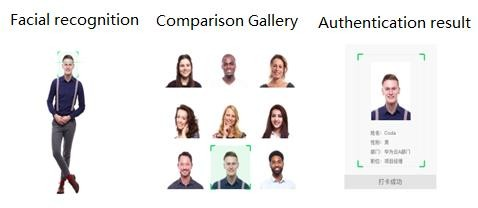 Facial recognition
Comparison Gallery
Authentication result
姓名：Coda
性别：男
部门：华为云AI部门
职位：项目经理
打卡成功